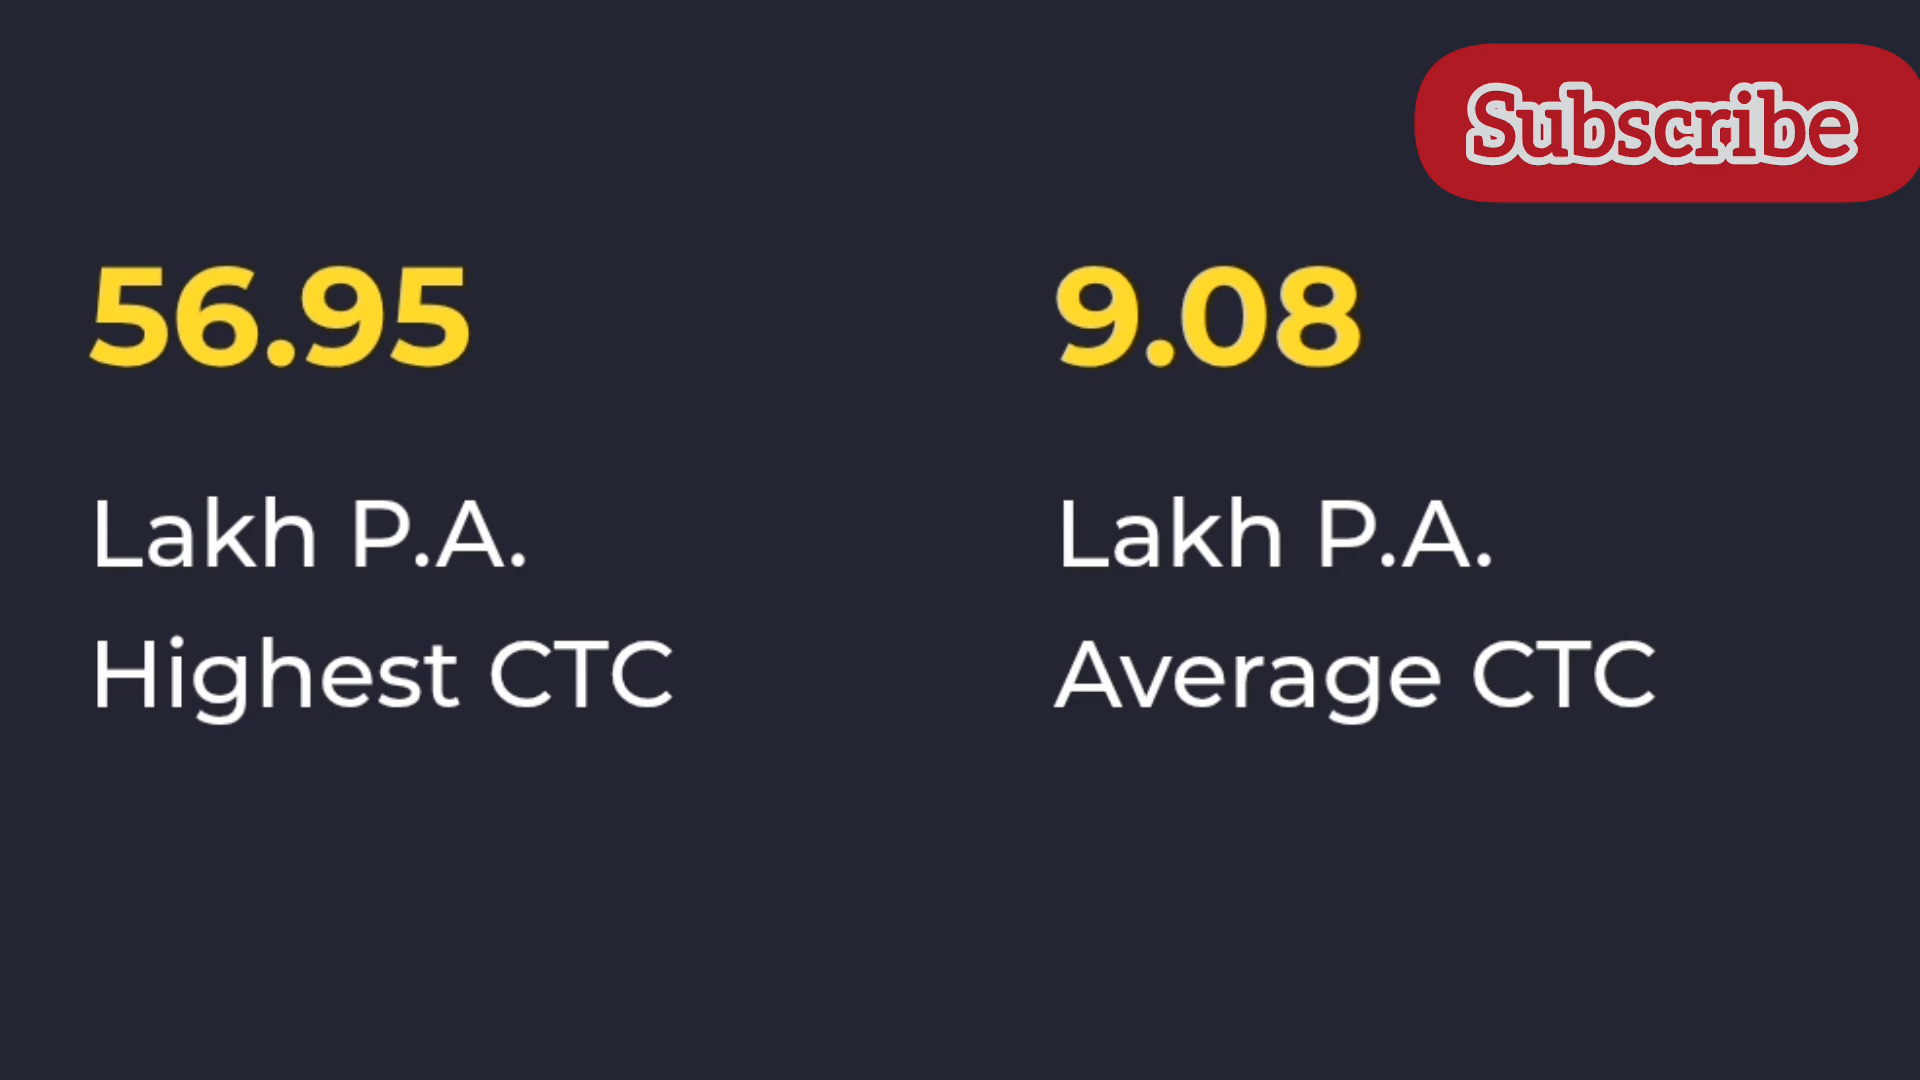 Subscribe
56.95
Lakh P.A.
Highest CTC
9.08
Lakh P.A.
Average CTC